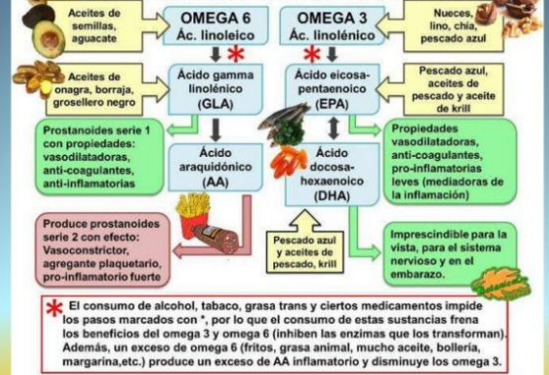 Aceites de
semillas,
aguacate
OMEGA 6
Ác. linoleico
OMEGA 3
Ác. linolénico
Nueces,
lino, chía,
pescado azul
*
*
Aceites de
onagra, borraja,
grosellero negro
Ácido gamma
linolénico
(GLA)
Ácido eicosa-
pentaenoico
(EPA)
Pescado azul,
aceites de
pescado y aceite
de krill
Prostanoides serie 1
con propiedades:
vasodilatadoras,
anti-coagulantes,
anti-inflamatorias
Ácido
araquidónico
(AA)
Ácido
docosa-
hexaenoico
(DHA)
Propiedades
vasodilatadoras,
anti-coagulantes,
pro-inflamatorias
leves (mediadoras de
la inflamación)
Produce prostanoides
serie 2 con efecto:
Vasoconstrictor,
agregante plaquetario,
pro-inflamatorio fuerte
Pescado azul
y aceites de
pescado, krill
Imprescindible para la
vista, para el sistema
nervioso y en el
embarazo.
Botanical
* El consumo de alcohol, tabaco, grasa trans y ciertos medicamentos impide
los pasos marcados con *, por lo que el consumo de estas sustancias frena
los beneficios del omega 3 y omega 6 (inhiben las enzimas que los transforman).
Además, un exceso de omega 6 (fritos, grasa animal, mucho aceite, bollería,
margarina,etc.) produce un exceso de AA inflamatorio y disminuye los omega 3.